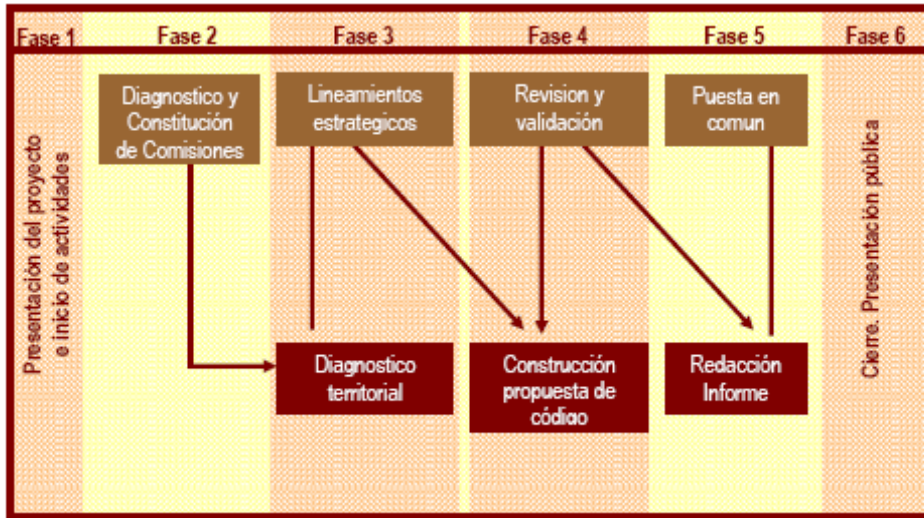 Fase 1
Fase 2
Fase 3
Fase 4
Fase 5
Fase 6
Presentación del proyecto
e inicio de actividades
Diagnostico y
Constitución
de Comisiones
Lineamientos
estrategicos
Revision y
validación
Puesta en
comun
Diagnostico
territorial
Construcción
propuesta de
código
Redacción
Informe
Cierre. Presentación pública